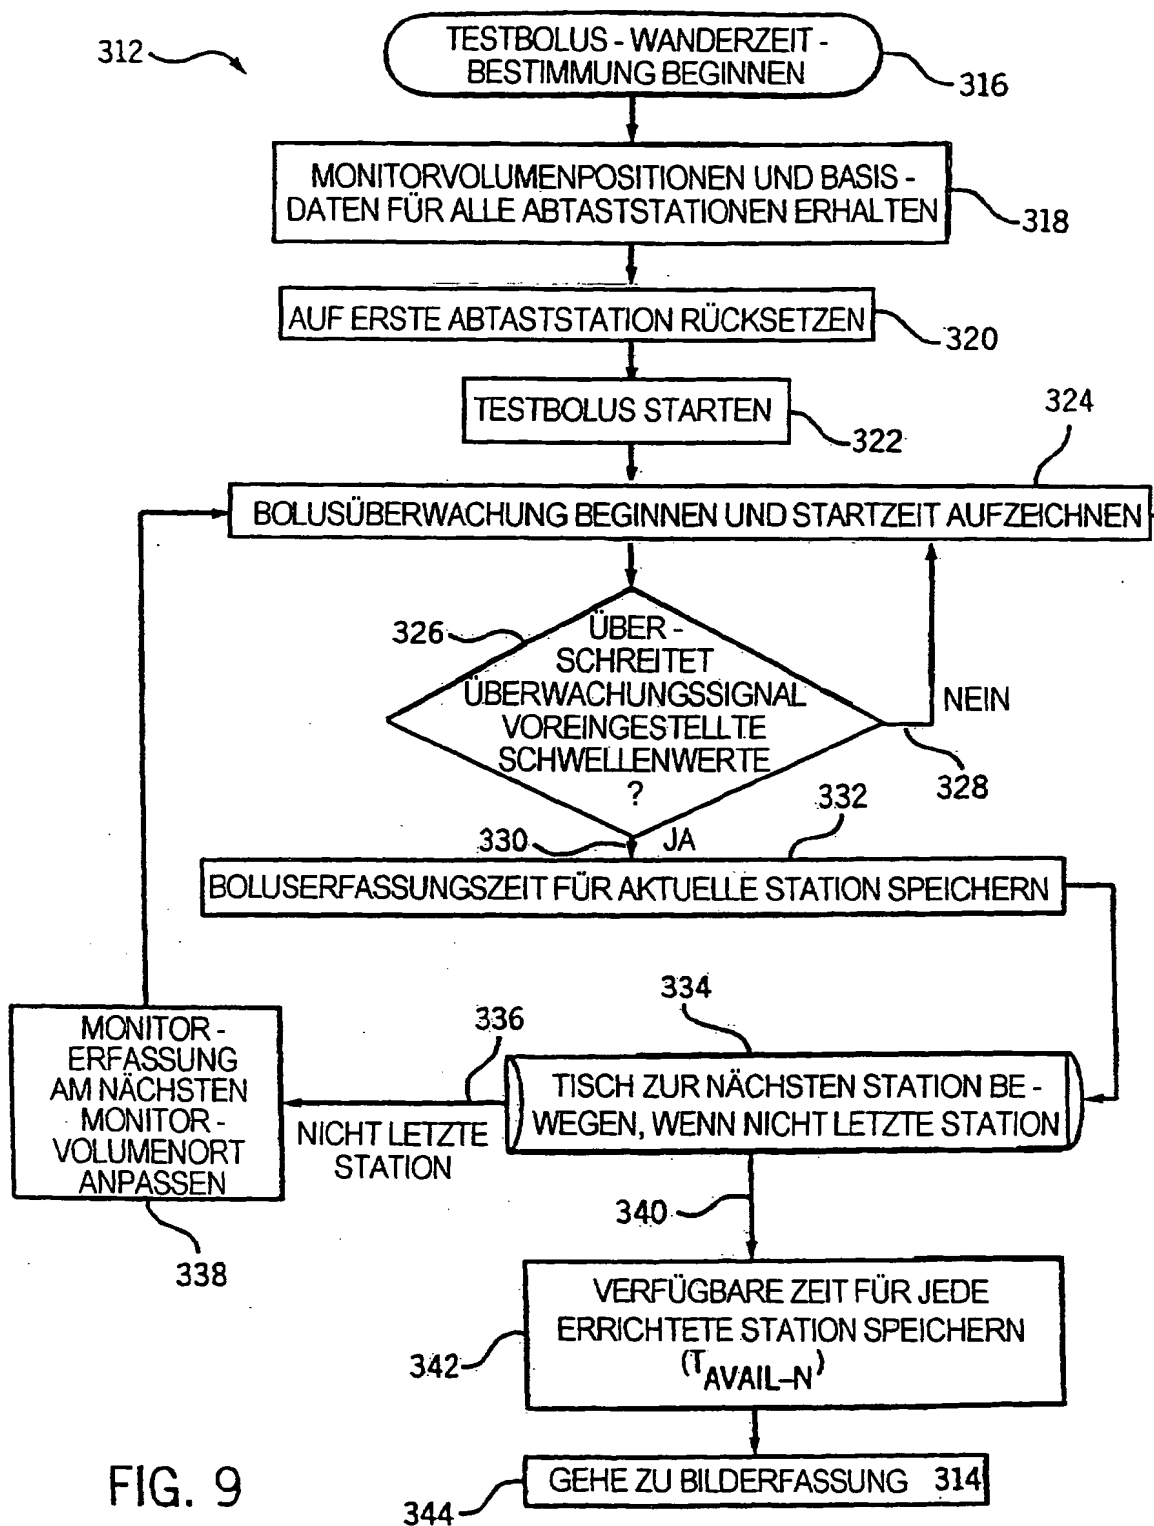 312
TESTBOLUS - WANDERZEIT -
BESTIMMUNG BEGINNEN
316
MONITORVOLUMENPOSITIONEN UND BASIS -
DATEN FÜR ALLE ABTASTSTATIONEN ERHALTEN
318
AUF ERSTE ABTASTSTATION RÜCKSETZEN
320
TESTBOLUS STARTEN
322
324
BOLUSÜBERWACHUNG BEGINNEN UND STARTZEIT AUFZEICHNEN
326
ÜBER -
SCHREITET
ÜBERWACHUNGSSIGNAL
VOREINGESTELLTE
SCHWELLENWERTE
?
NEIN
328
330
JA
332
BOLUSERFASSUNGSZEIT FÜR AKTUELLE STATION SPEICHERN
334
TISCH ZUR NÄCHSTEN STATION BE -
WEGEN, WENN NICHT LETZTE STATION
336
NICHT LETZTE
STATION
MONITOR -
ERFASSUNG
AM NÄCHSTEN
MONITOR -
VOLUMENORT
ANPASSEN
338
340
VERFÜGBARE ZEIT FÜR JEDE
ERRICHTETE STATION SPEICHERN
(TAVAIL-N)
342
GEHE ZU BILDERFASSUNG 314
344
FIG. 9